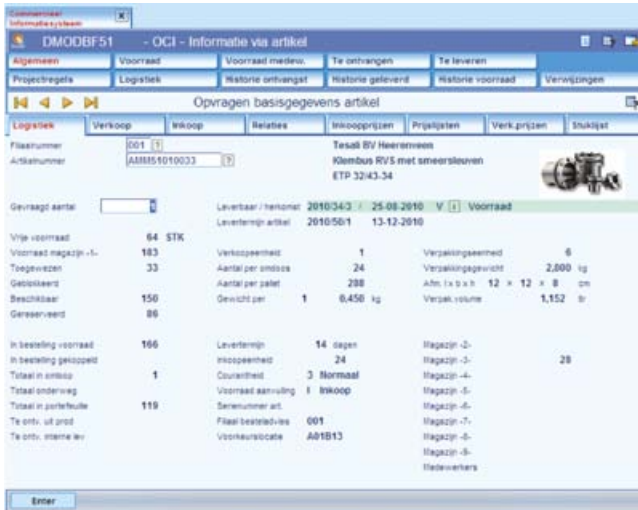 Commercieel
Informatiesysteem
DMODBF51 - OCI - Informatie via artikel
Algemeen Voorraad Voorraad medew. Te ontvangen Te leveren
Projectregels Logistiek Historie ontvangst Historie geleverd Historie voorraad Verwijzingen
Opvragen basisgegevens artikel
Logistiek Verkoop Inkoop Relaties Inkoopprijzen Prijslijsten Verk.prijzen Stuklijst
Filiaalnummer 001 ? Tesali BV Heerenveen
Artikelnummer AMM51010033 ? Klembus RVS met smeersleuven
ETP 32/43-34
Gevraagd aantal 1 Leverbaar / herkomst 2010/34/3 / 25-08-2010 V i Voorraad
Levertermijn artikel 2010/50/1 13-12-2010
Vrije voorraad 64 STK
Voorraad magazijn -1- 183 Verkoopeenheid 1 Verpakkingseenheid 6
Toegewezen 33 Aantal per omdoos 24 Verpakkingsgewicht 2,800 kg
Geblokkeerd Aantal per pallet 288 Afm. l x b x h 12 x 12 x 8 cm
Beschikbaar 150 Gewicht per 1 0,450 kg Verpak.volume 1,152 ltr
Gereserveerd 86
In bestelling voorraad 166 Levertermijn 14 dagen Magazijn -2-
In bestelling gekoppeld Inkoopeenheid 24 Magazijn -3- 28
Totaal in omloop 1 Courantheid 3 Normaal Magazijn -4-
Totaal onderweg Voorraad aanvulling I Inkoop Magazijn -5-
Totaal in portefeuille 119 Serienummer art. Magazijn -6-
Te ontv. uit prod Filiaal besteladvies 001 Magazijn -7-
Te ontv. interne lev Voorkeurslocatie A01B13 Magazijn -8-
Magazijn -9-
Medewerkers
Enter